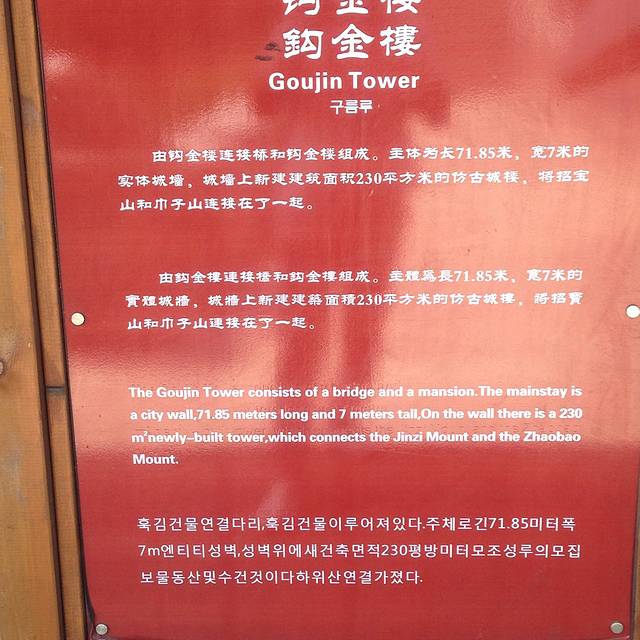 钩金楼
鈎金樓
Goujin Tower
구름루
由钩金楼连接桥和钩金楼组成。主体为长71.85米，宽7米的
实体城墙，城墙上新建建筑面积230平方米的仿古城楼，将招宝
山和巾子山连接在了一起。
由鈎金樓連接橋和鈎金樓組成。主體爲長71.85米，寬7米的
實體城牆，城牆上新建建築面積230平方米的仿古城樓，將招寶
山和巾子山連接在了一起。
The Goujin Tower consists of a bridge and a mansion.The mainstay is
a city wall,71.85 meters long and 7 meters tall,On the wall there is a 230
m²newly-built tower,which connects the Jinzi Mount and the Zhaobao
Mount.
훅김건물연결다리,훅김건물이루어져있다.주체로긴71.85미터폭
7m엔티티성벽,성벽위에새건축면적230평방미터모조성루의모집
보물동산및수건것이다하위산연결가졌다.